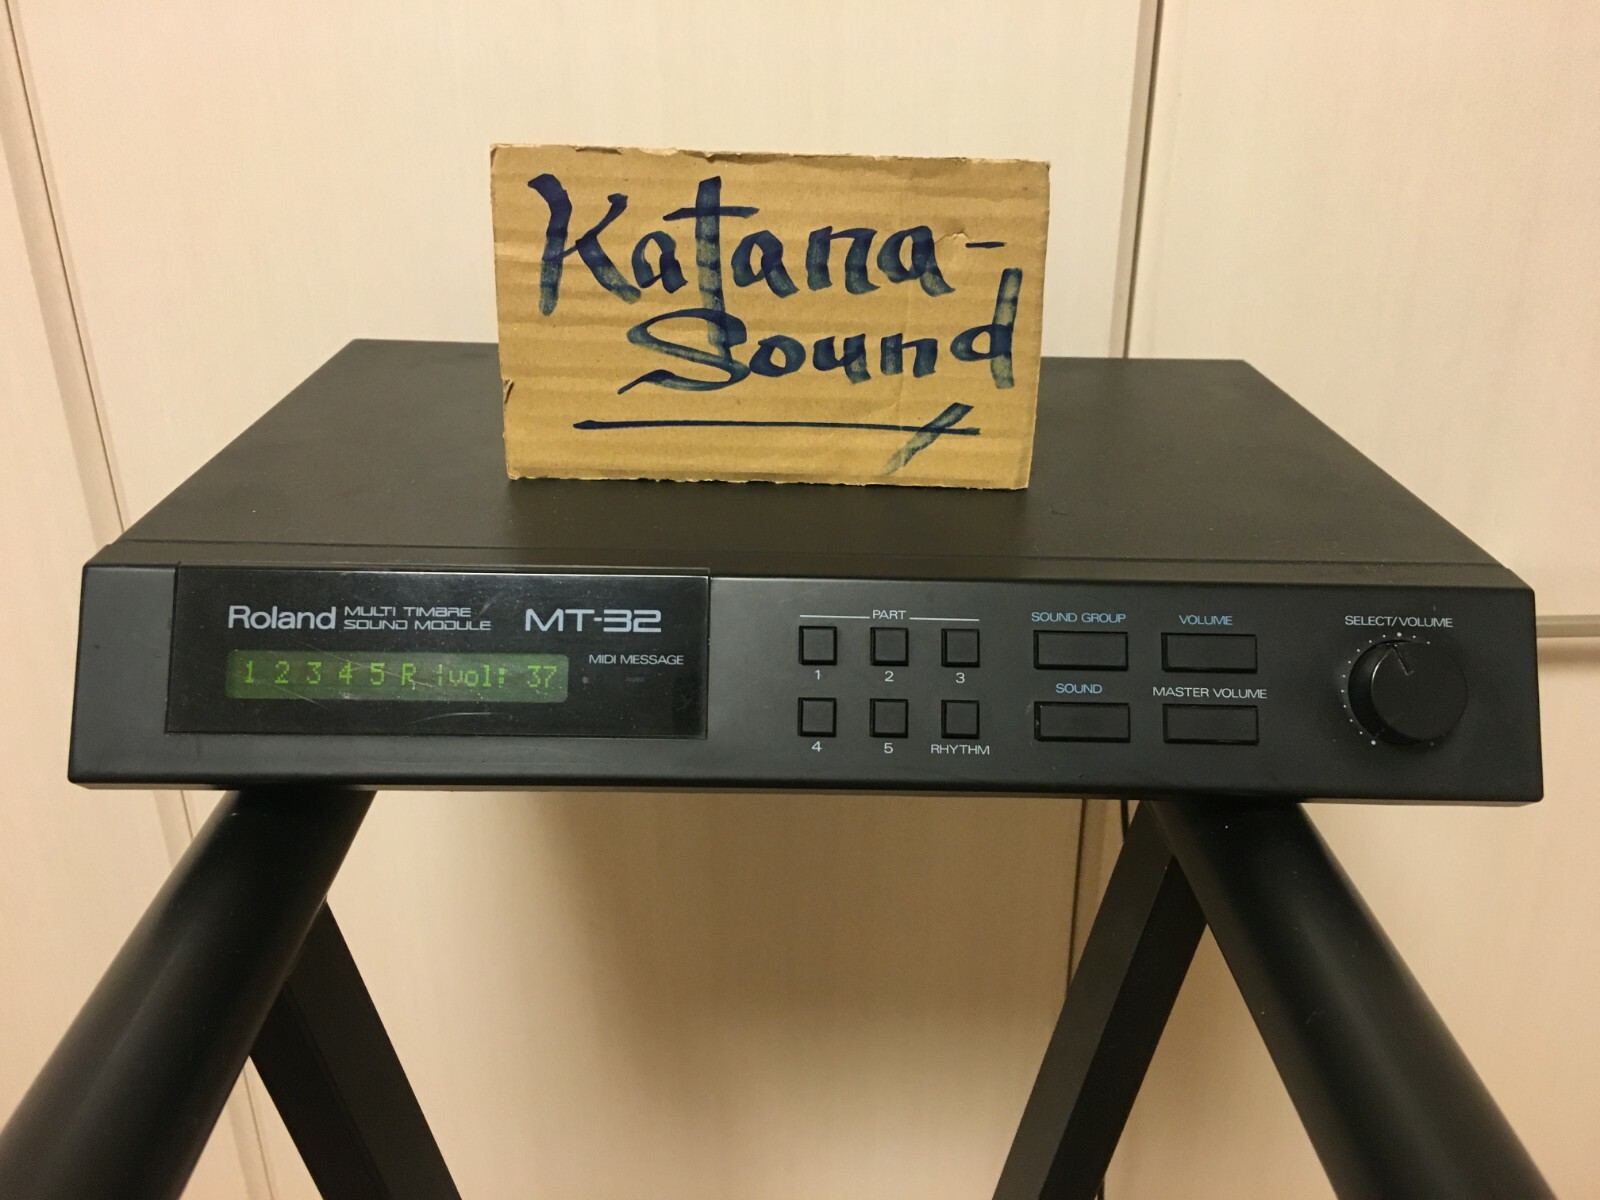 Katana-
Sound
Roland MULTI TIMBRE SOUND MODULE MT-32
MIDI MESSAGE
1 2 3 4 5 R |vol: 37
PART
1 2 3
4 5 RHYTHM
SOUND GROUP VOLUME
SOUND MASTER VOLUME
SELECT/VOLUME